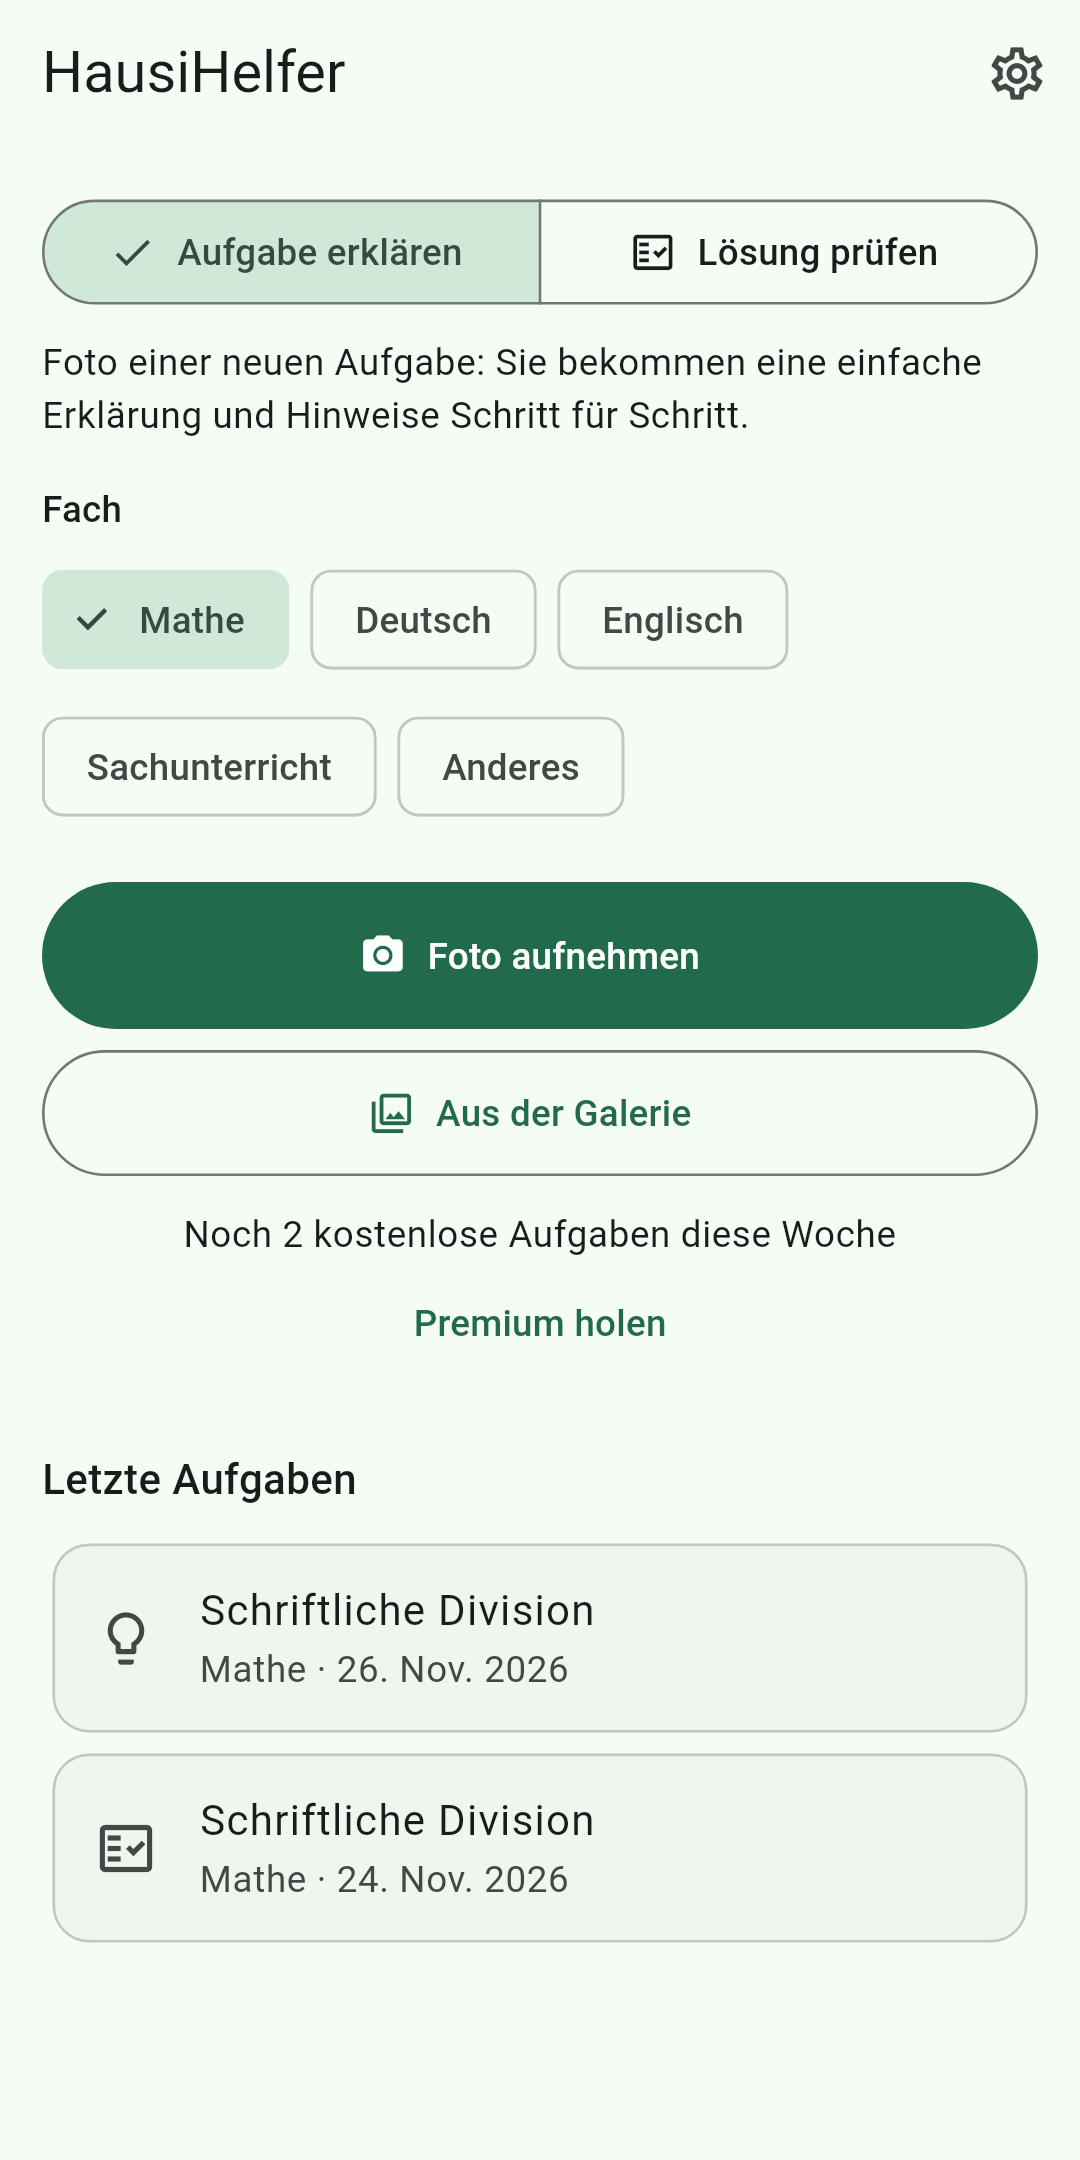 HausiHelfer
Aufgabe erklären
Lösung prüfen
Foto einer neuen Aufgabe: Sie bekommen eine einfache
Erklärung und Hinweise Schritt für Schritt.
Fach
Mathe
Deutsch
Englisch
Sachunterricht
Anderes
Foto aufnehmen
Aus der Galerie
Noch 2 kostenlose Aufgaben diese Woche
Premium holen
Letzte Aufgaben
Schriftliche Division
Mathe · 26. Nov. 2026
Schriftliche Division
Mathe · 24. Nov. 2026